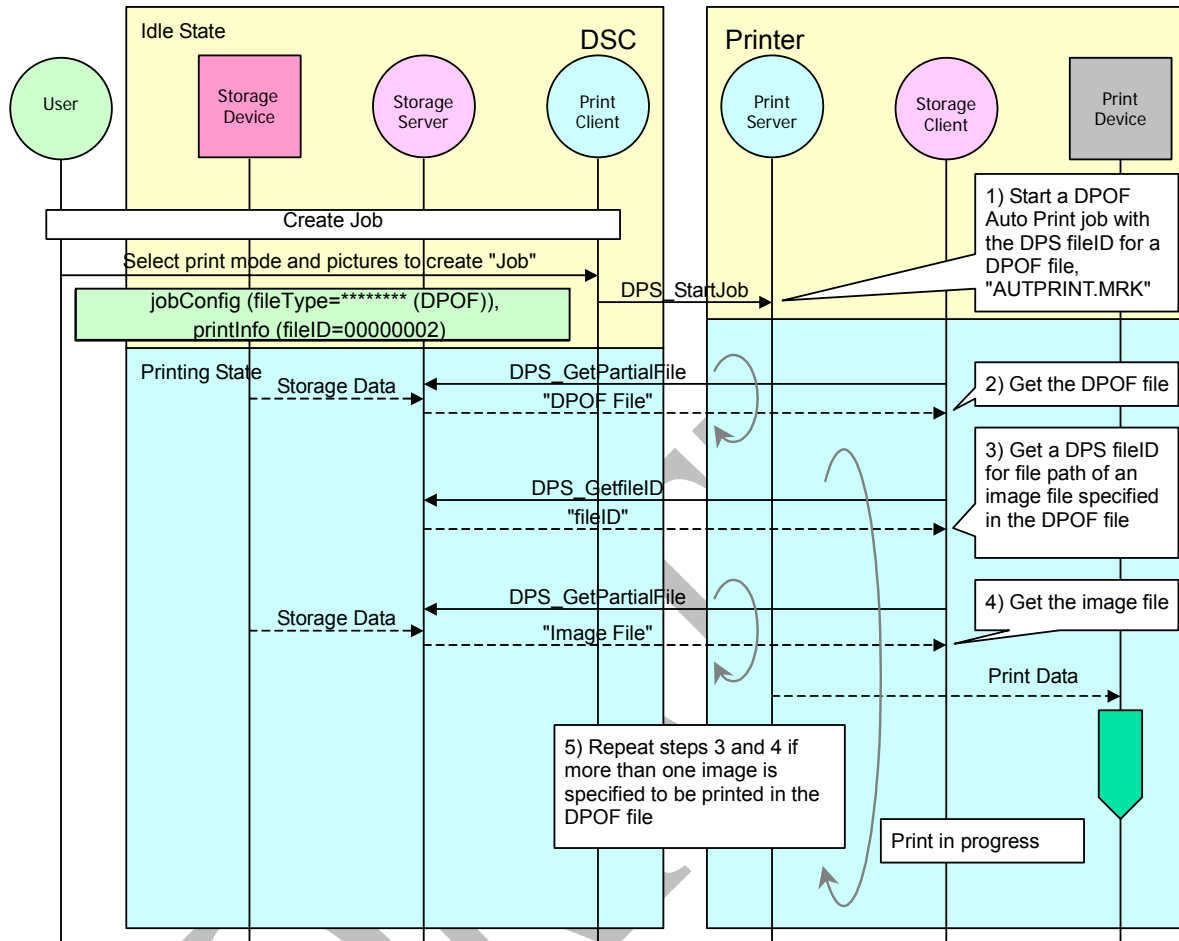 Idle State
DSC
Printer
User
Storage
Device
Storage
Server
Print
Client
Print
Server
Storage
Client
Print
Device
1) Start a DPOF
Auto Print job with
the DPS fileID for a
DPOF file,
"AUTPRINT.MRK"
Create Job
Select print mode and pictures to create "Job"
DPS_StartJob
jobConfig (fileType=******** (DPOF)),
printInfo (fileID=00000002)
Printing State
Storage Data
DPS_GetPartialFile
"DPOF File"
2) Get the DPOF file
3) Get a DPS fileID
for file path of an
image file specified
in the DPOF file
DPS_GetfileID
"fileID"
DPS_GetPartialFile
Storage Data
"Image File"
4) Get the image file
Print Data
5) Repeat steps 3 and 4 if
more than one image is
specified to be printed in the
DPOF file
Print in progress